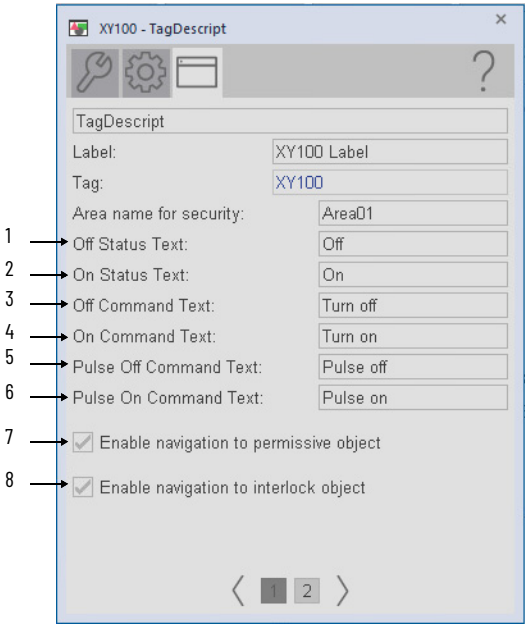 XY100 - TagDescript ×
?
TagDescript
Label: XY100 Label
Tag: XY100
Area name for security: Area01
1 Off Status Text: Off
2 On Status Text: On
3 Off Command Text: Turn off
4 On Command Text: Turn on
5 Pulse Off Command Text: Pulse off
6 Pulse On Command Text: Pulse on
7 Enable navigation to permissive object
8 Enable navigation to interlock object
1 2